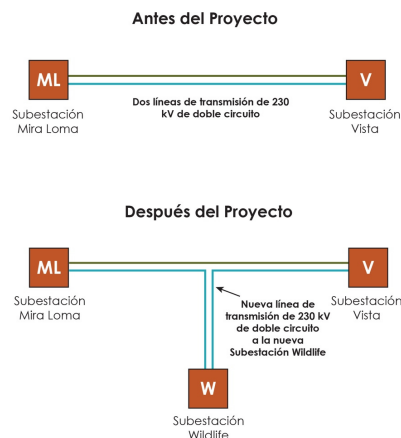 Antes del Proyecto
ML
V
Subestación
Mira Loma
Dos líneas de transmisión de 230
kV de doble circuito
Subestación
Vista
Después del Proyecto
ML
V
Subestación
Mira Loma
Nueva línea de
transmisión de 230 kV
de doble circuito
a la nueva
Subestación Wildlife
Subestación
Vista
W
Subestación
Wildlife